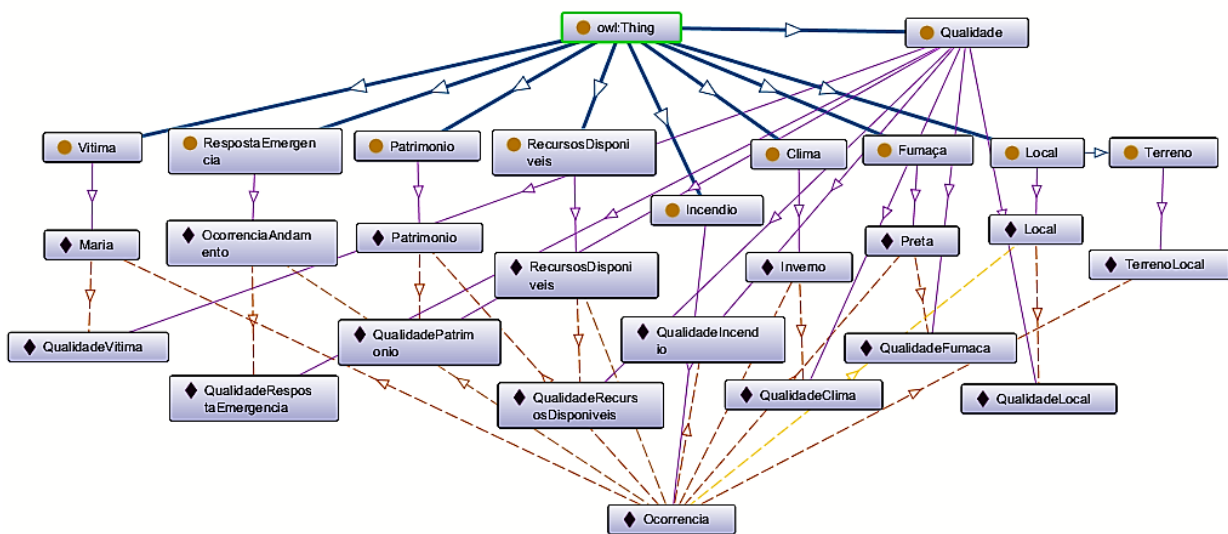 owl:Thing
Qualidade
Vitima
RespostaEmergen
cia
Patrimonio
RecursosDisponi
veis
Clima
Fumaça
Local
Terreno
Incendio
Maria
OcorrenciaAndam
ento
Patrimonio
RecursosDisponi
veis
Inverno
Preta
Local
TerrenoLocal
QualidadeVitima
QualidadePatrim
onio
QualidadeIncend
io
QualidadeFumaca
QualidadeRespos
taEmergencia
QualidadeRecurs
osDisponiveis
QualidadeClima
QualidadeLocal
Ocorrencia